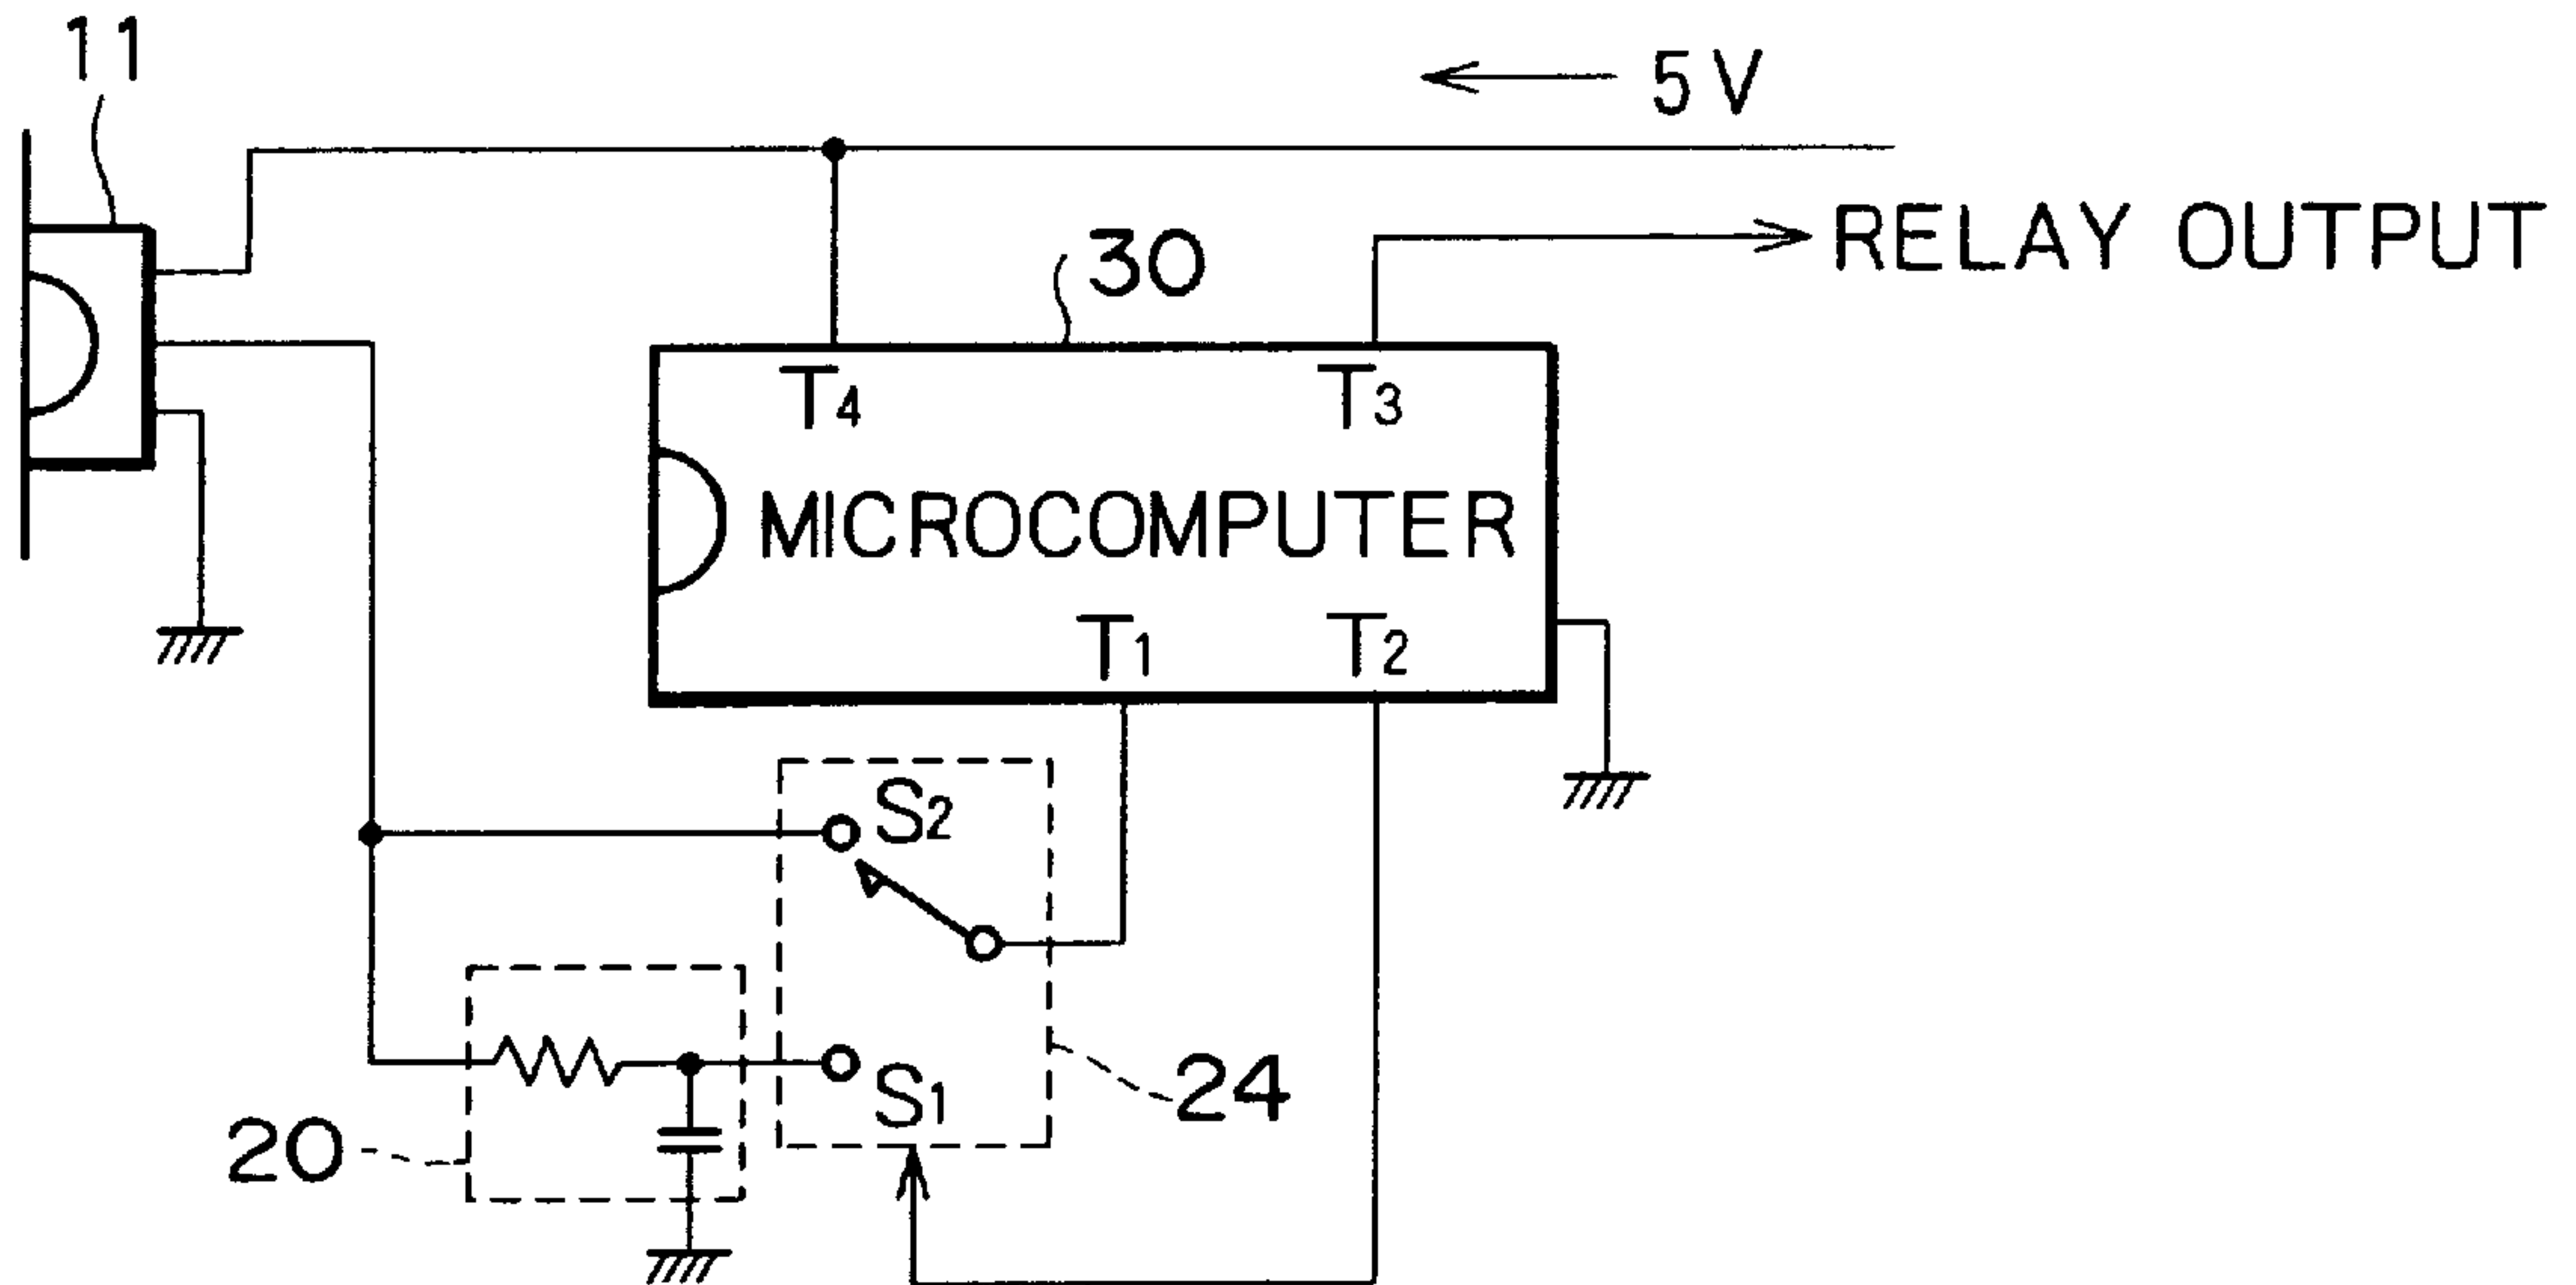 11
5V
RELAY OUTPUT
30
T4
T3
MICROCOMPUTER
T1
T2
S2
S1
24
20